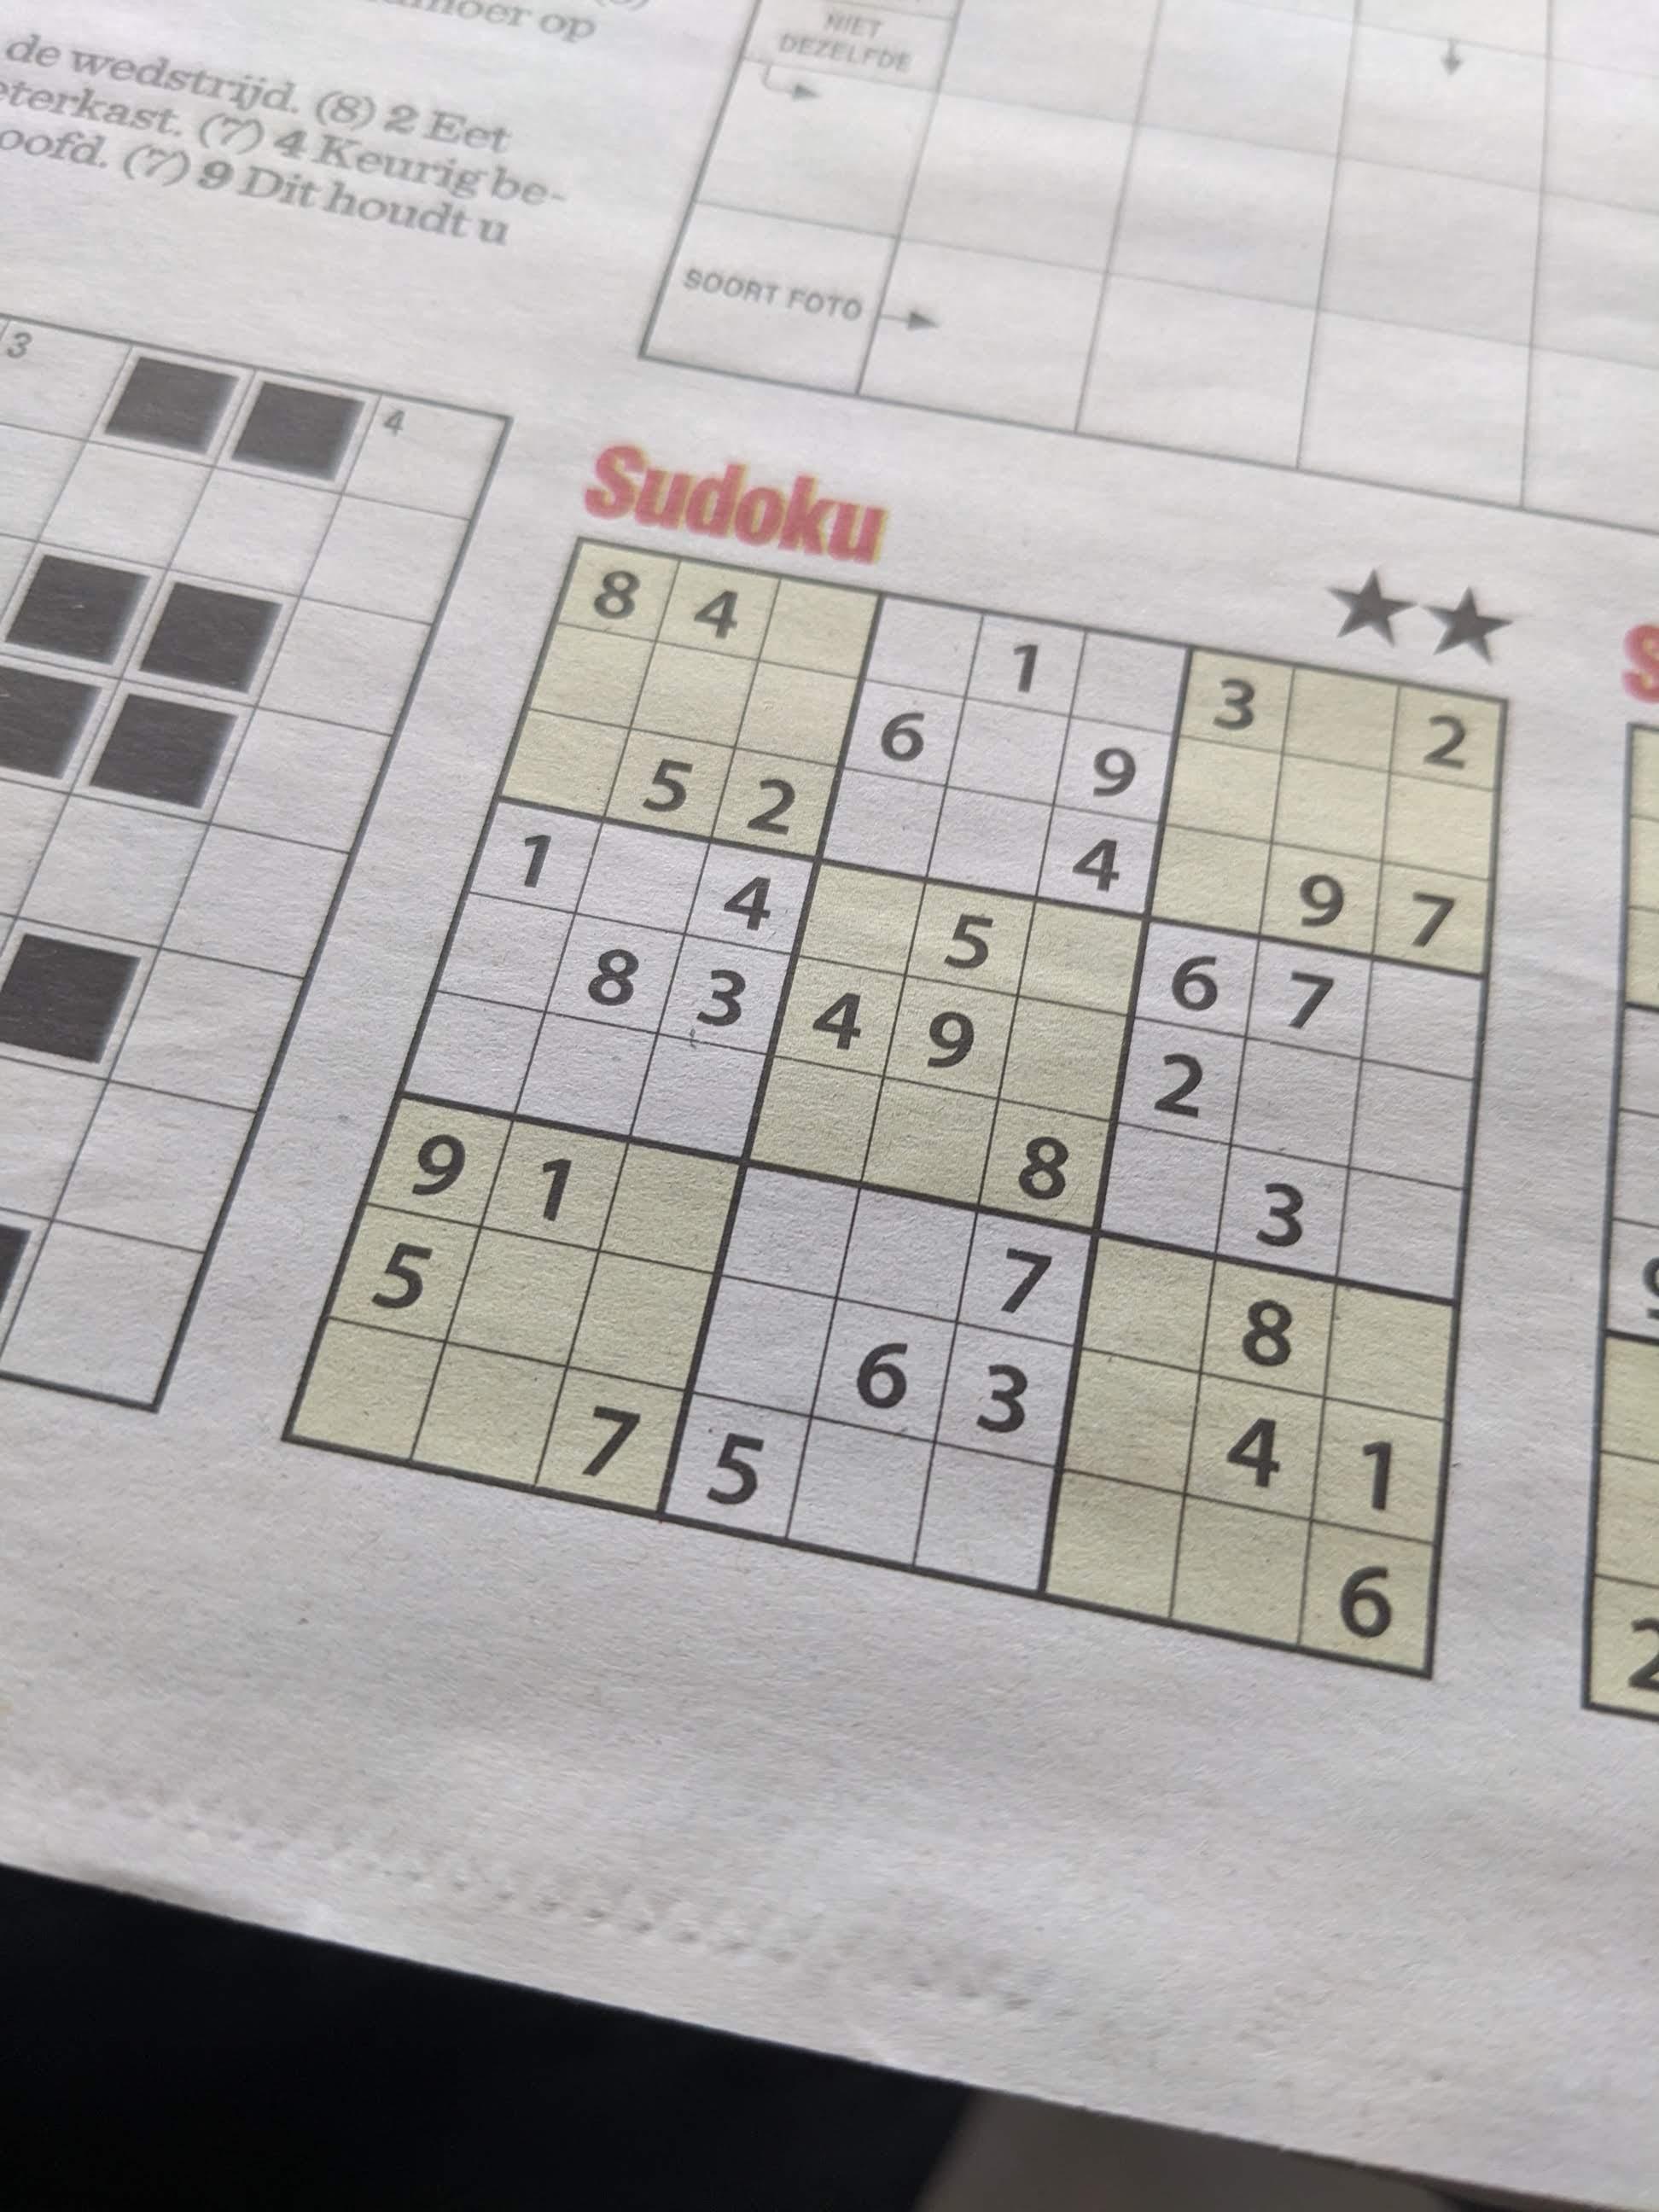 op
de wedstrijd. (8) 2 Eet
eterkast. (7) 4 Keurig be-
oofd. (7) 9 Dit houdt u
NIET
DEZELFDE
SOORT FOTO
3
4
Sudoku
8 4 1 3 2
6 9
5 2 4 9 7
1 4 5 6 7
8 3 4 9 2
8 3
9 1 7 8
5 6 3 4 1
7 5 6